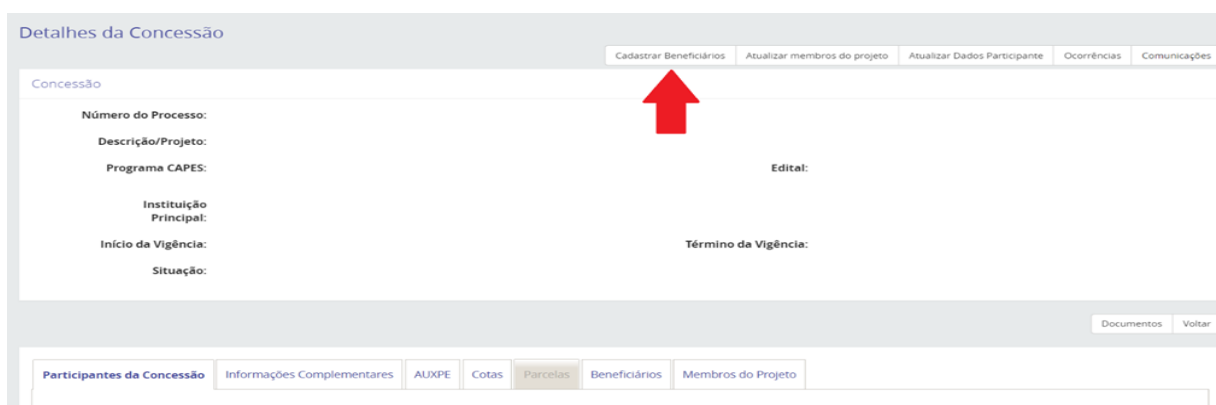 Detalhes da Concessão
Cadastrar Beneficiários Atualizar membros do projeto Atualizar Dados Participante Ocorrências Comunicações
Concessão
Número do Processo:
Descrição/Projeto:
Programa CAPES: Edital:
Instituição
Principal:
Início da Vigência: Término da Vigência:
Situação:
Documentos Voltar
Participantes da Concessão Informações Complementares AUXPE Cotas Parcelas Beneficiários Membros do Projeto